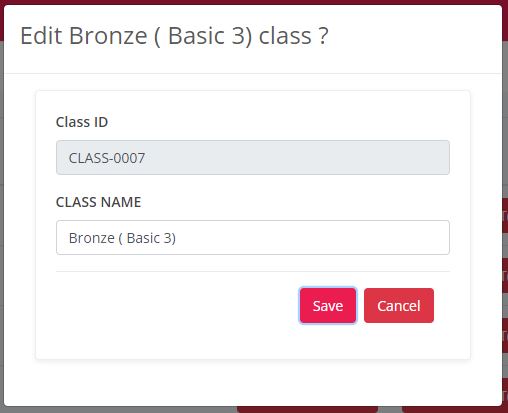 Edit Bronze ( Basic 3) class ?
Class ID
CLASS-0007
CLASS NAME
Bronze ( Basic 3)
Save
Cancel